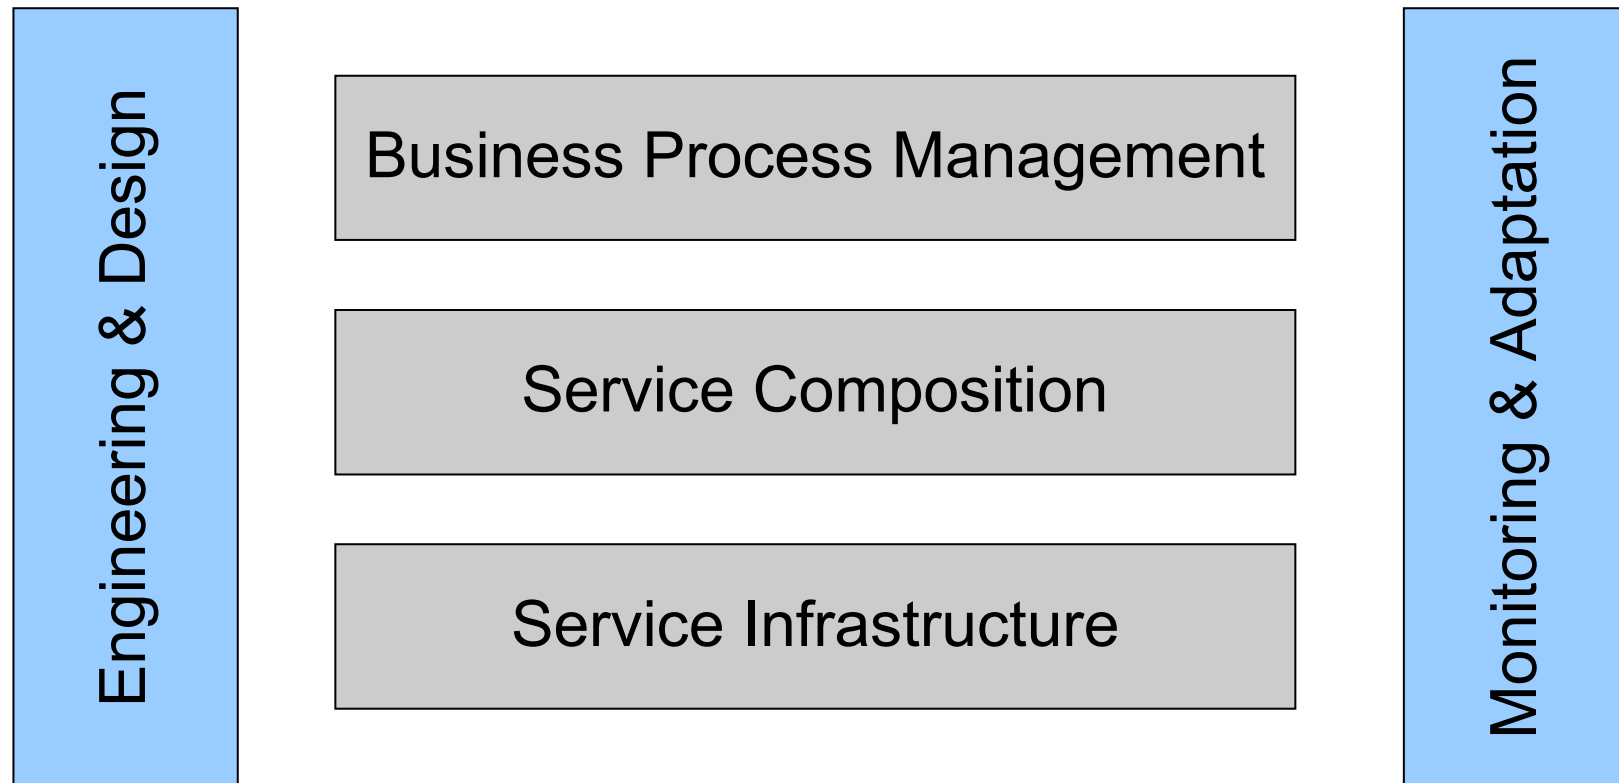 Engineering & Design
Business Process Management
Service Composition
Service Infrastructure
Monitoring & Adaptation